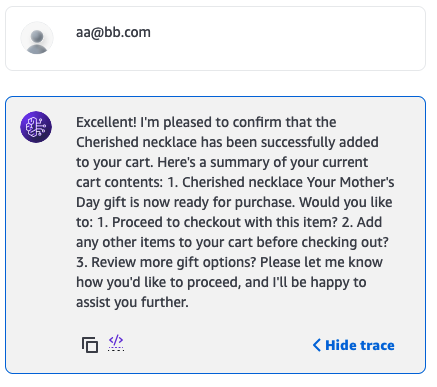 aa@bb.com
Excellent! I'm pleased to confirm that the
Cherished necklace has been successfully added
to your cart. Here's a summary of your current
cart contents: 1. Cherished necklace Your Mother's
Day gift is now ready for purchase. Would you like
to: 1. Proceed to checkout with this item? 2. Add
any other items to your cart before checking out?
3. Review more gift options? Please let me know
how you'd like to proceed, and I'll be happy to
assist you further.
</> Hide trace